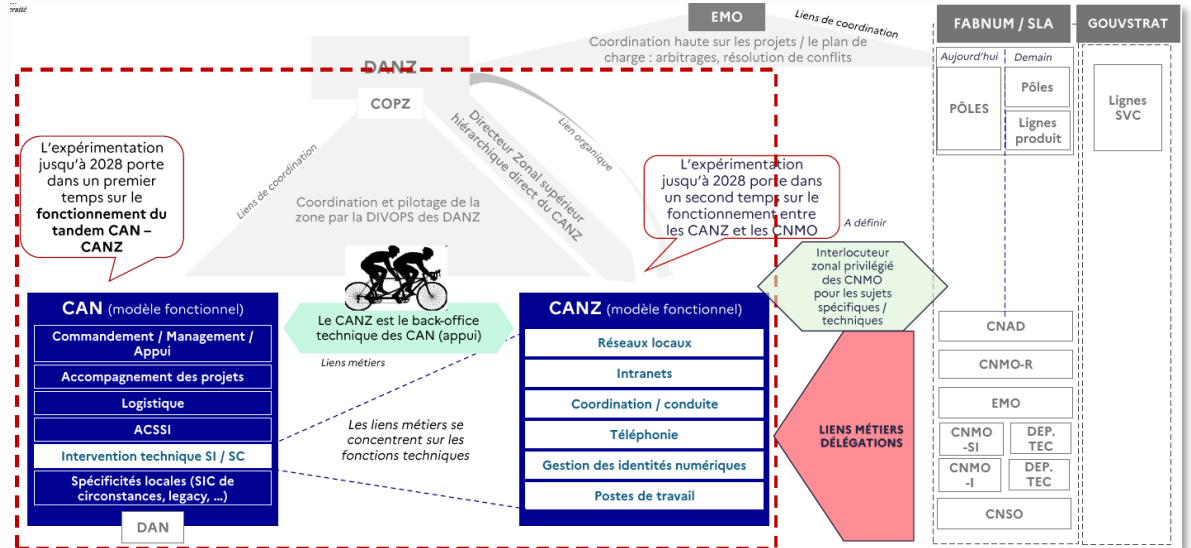 ernité
EMO
Liens de coordination
Coordination haute sur les projets / le plan de
charge : arbitrages, résolution de conflits
FABNUM / SLA
GOUVSTRAT
Aujourd'hui
Demain
PÔLES
Pôles
Lignes
produit
Lignes
SVC
DANZ
COPZ
L'expérimentation
jusqu'à 2028 porte
dans un premier
temps sur le
fonctionnement du
tandem CAN –
CANZ
Liens de coordination
Coordination et pilotage de la
zone par la DIVOPS des DANZ
Directeur Zonal supérieur
hiérarchique direct du CANZ
Lien organique
L'expérimentation
jusqu'à 2028 porte dans
un second temps sur le
fonctionnement entre
les CANZ et les CNMO
A définir
Interlocuteur
zonal privilégié
des CNMO
pour les sujets
spécifiques /
techniques
CAN (modèle fonctionnel)
Commandement / Management /
Appui
Accompagnement des projets
Logistique
ACSSI
Intervention technique SI / SC
Spécificités locales (SIC de
circonstances, legacy, ...)
DAN
Le CANZ est le back-office
technique des CAN (appui)
Liens métiers
Les liens métiers se
concentrent sur les
fonctions techniques
CANZ (modèle fonctionnel)
Réseaux locaux
Intranets
Coordination / conduite
Téléphonie
Gestion des identités numériques
Postes de travail
LIENS MÉTIERS
DÉLÉGATIONS
CNAD
CNMO-R
EMO
CNMO
-SI
DEP.
TEC
CNMO
-I
DEP.
TEC
CNSO